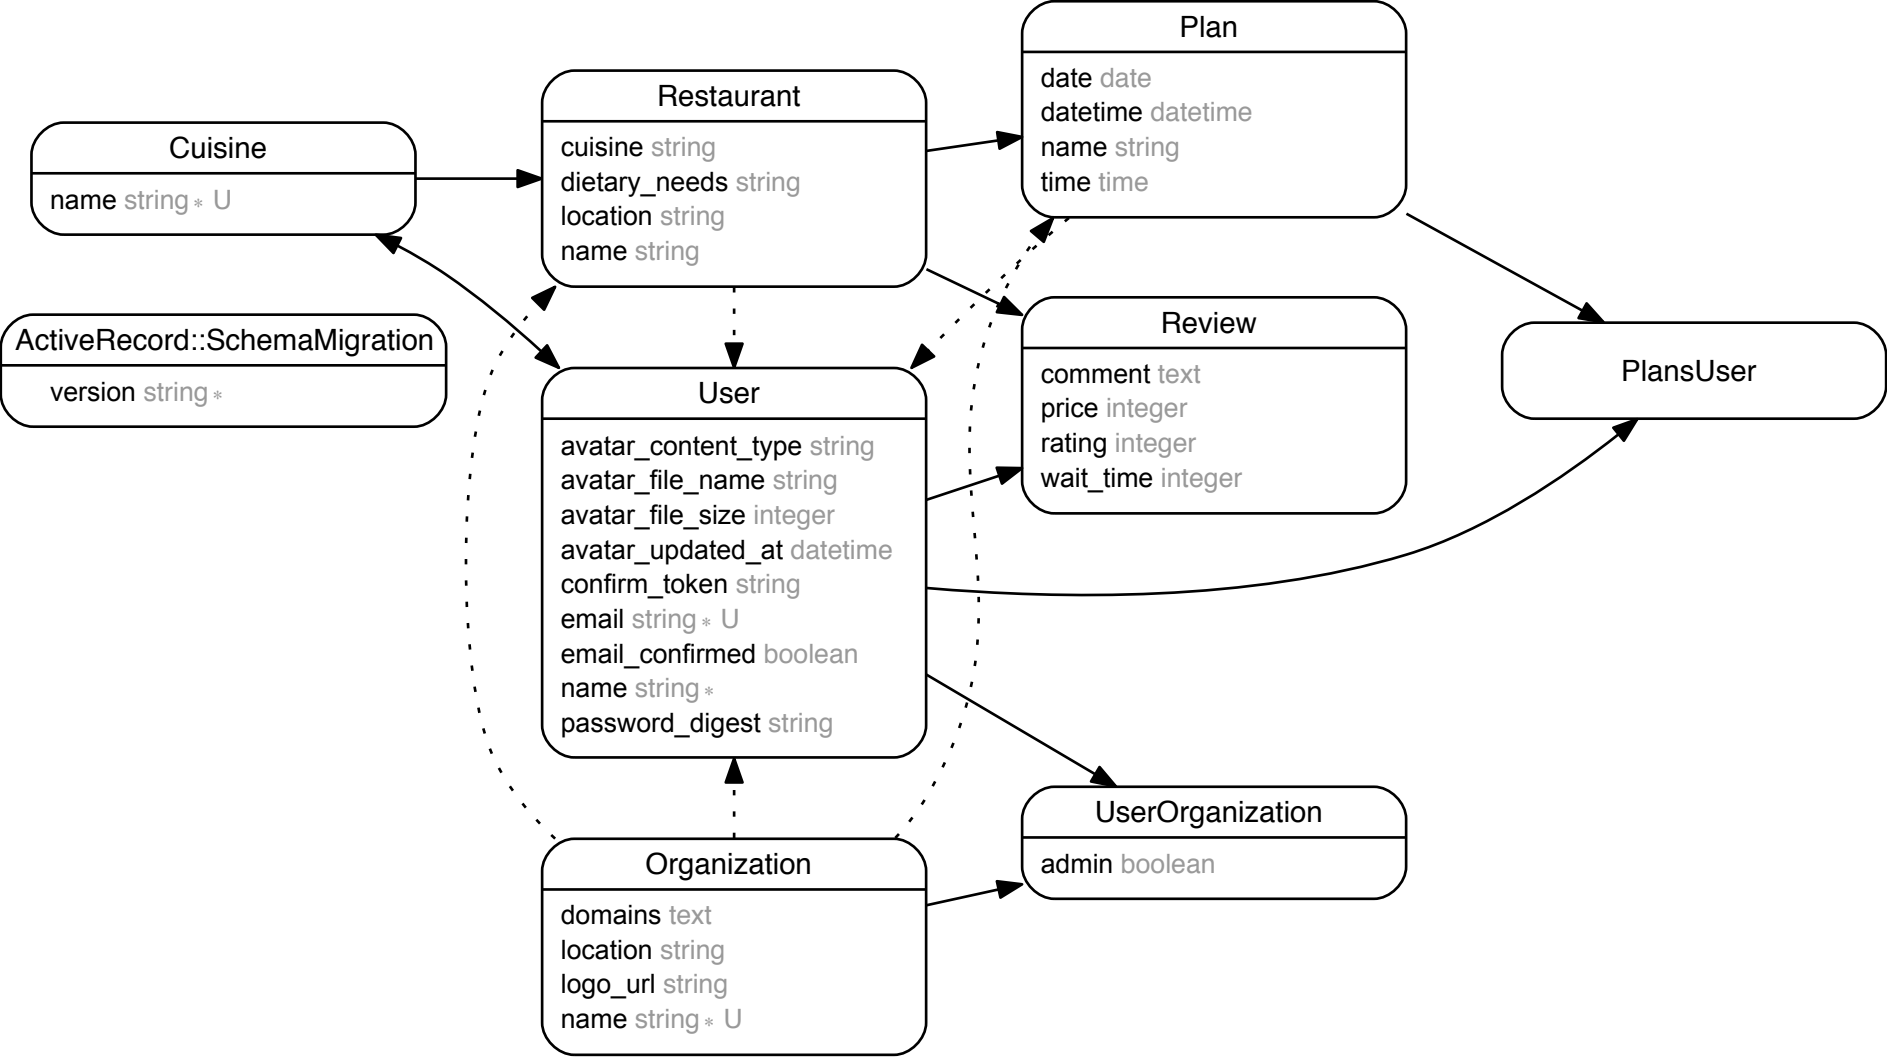 Plan
date date
datetime datetime
name string
time time
Restaurant
cuisine string
dietary_needs string
location string
name string
Cuisine
name string * U
ActiveRecord::SchemaMigration
version string *
Review
comment text
price integer
rating integer
wait_time integer
PlansUser
User
avatar_content_type string
avatar_file_name string
avatar_file_size integer
avatar_updated_at datetime
confirm_token string
email string * U
email_confirmed boolean
name string *
password_digest string
UserOrganization
admin boolean
Organization
domains text
location string
logo_url string
name string * U